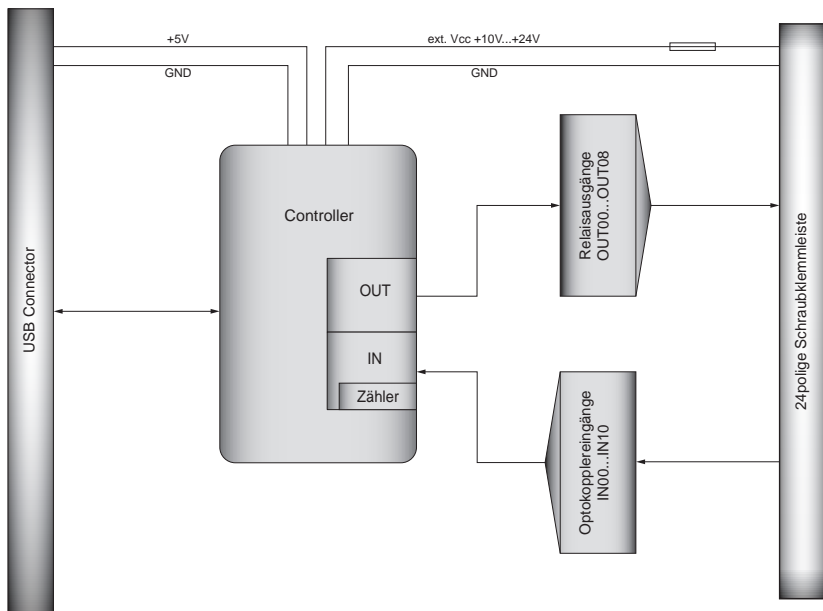 +5V
ext. Vcc +10V...+24V
GND
GND
USB Connector
Controller
OUT
IN
Zähler
Relaisausgänge
OUT00...OUT08
Optokopplereingänge
IN00...IN10
24polige Schraubklemmleiste